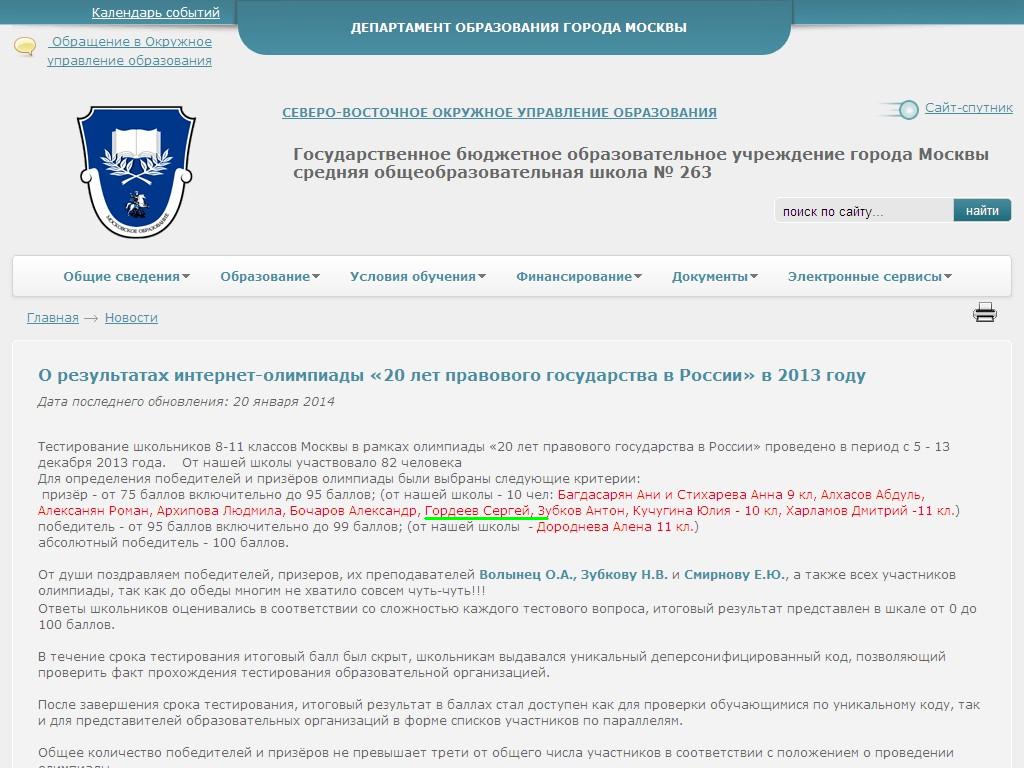 Календарь событий
ДЕПАРТАМЕНТ ОБРАЗОВАНИЯ ГОРОДА МОСКВЫ
Обращение в Окружное
управление образования
СЕВЕРО-ВОСТОЧНОЕ ОКРУЖНОЕ УПРАВЛЕНИЕ ОБРАЗОВАНИЯ
Сайт-спутник
Государственное бюджетное образовательное учреждение города Москвы
средняя общеобразовательная школа № 263
МОСКОВСКОЕ ОБРАЗОВАНИЕ
поиск по сайту...
найти
Общие сведения Образование Условия обучения Финансирование Документы Электронные сервисы
Главная → Новости
О результатах интернет-олимпиады «20 лет правового государства в России» в 2013 году
Дата последнего обновления: 20 января 2014
Тестирование школьников 8-11 классов Москвы в рамках олимпиады «20 лет правового государства в России» проведено в период с 5 - 13
декабря 2013 года. От нашей школы участвовало 82 человека
Для определения победителей и призёров олимпиады были выбраны следующие критерии:
призёр - от 75 баллов включительно до 95 баллов; (от нашей школы - 10 чел: Багдасарян Ани и Стихарева Анна 9 кл, Алхасов Абдуль,
Алексанян Роман, Архипова Людмила, Бочаров Александр, Гордеев Сергей, Зубков Антон, Кучугина Юлия - 10 кл, Харламов Дмитрий -11 кл.)
победитель - от 95 баллов включительно до 99 баллов; (от нашей школы - Дороднева Алена 11 кл.)
абсолютный победитель - 100 баллов.
От души поздравляем победителей, призеров, их преподавателей Волынец О.А., Зубкову Н.В. и Смирнову Е.Ю., а также всех участников
олимпиады, так как до обеды многим не хватило совсем чуть-чуть!!!
Ответы школьников оценивались в соответствии со сложностью каждого тестового вопроса, итоговый результат представлен в шкале от 0 до
100 баллов.
В течение срока тестирования итоговый балл был скрыт, школьникам выдавался уникальный деперсонифицированный код, позволяющий
проверить факт прохождения тестирования образовательной организацией.
После завершения срока тестирования, итоговый результат в баллах стал доступен как для проверки обучающимися по уникальному коду, так
и для представителей образовательных организаций в форме списков участников по параллелям.
Общее количество победителей и призёров не превышает трети от общего числа участников в соответствии с положением о проведении
олимпиады